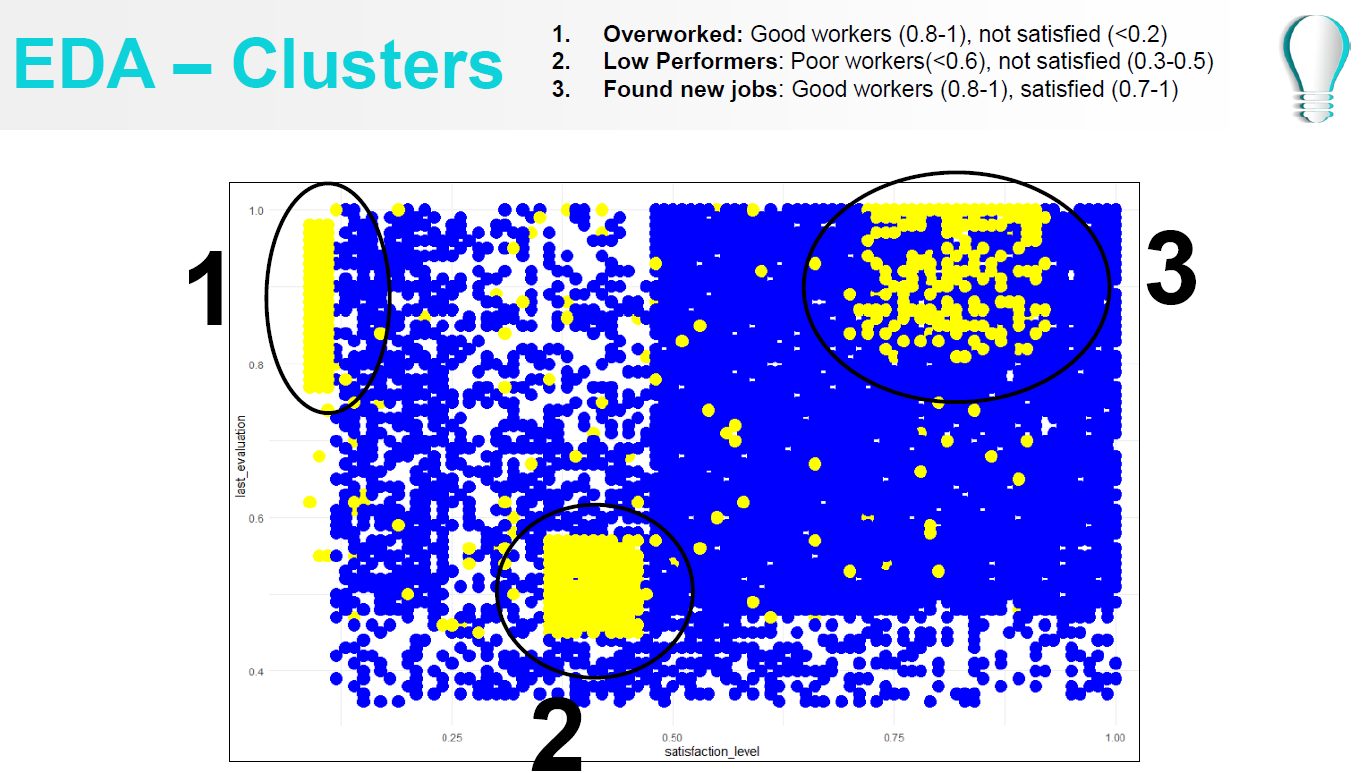 EDA – Clusters
1. Overworked: Good workers (0.8-1), not satisfied (<0.2)
2. Low Performers: Poor workers(<0.6), not satisfied (0.3-0.5)
3. Found new jobs: Good workers (0.8-1), satisfied (0.7-1)
1
3
2
1.0
0.8
0.6
0.4
last_evaluation
0.25 0.50 0.75 1.00
satisfaction_level